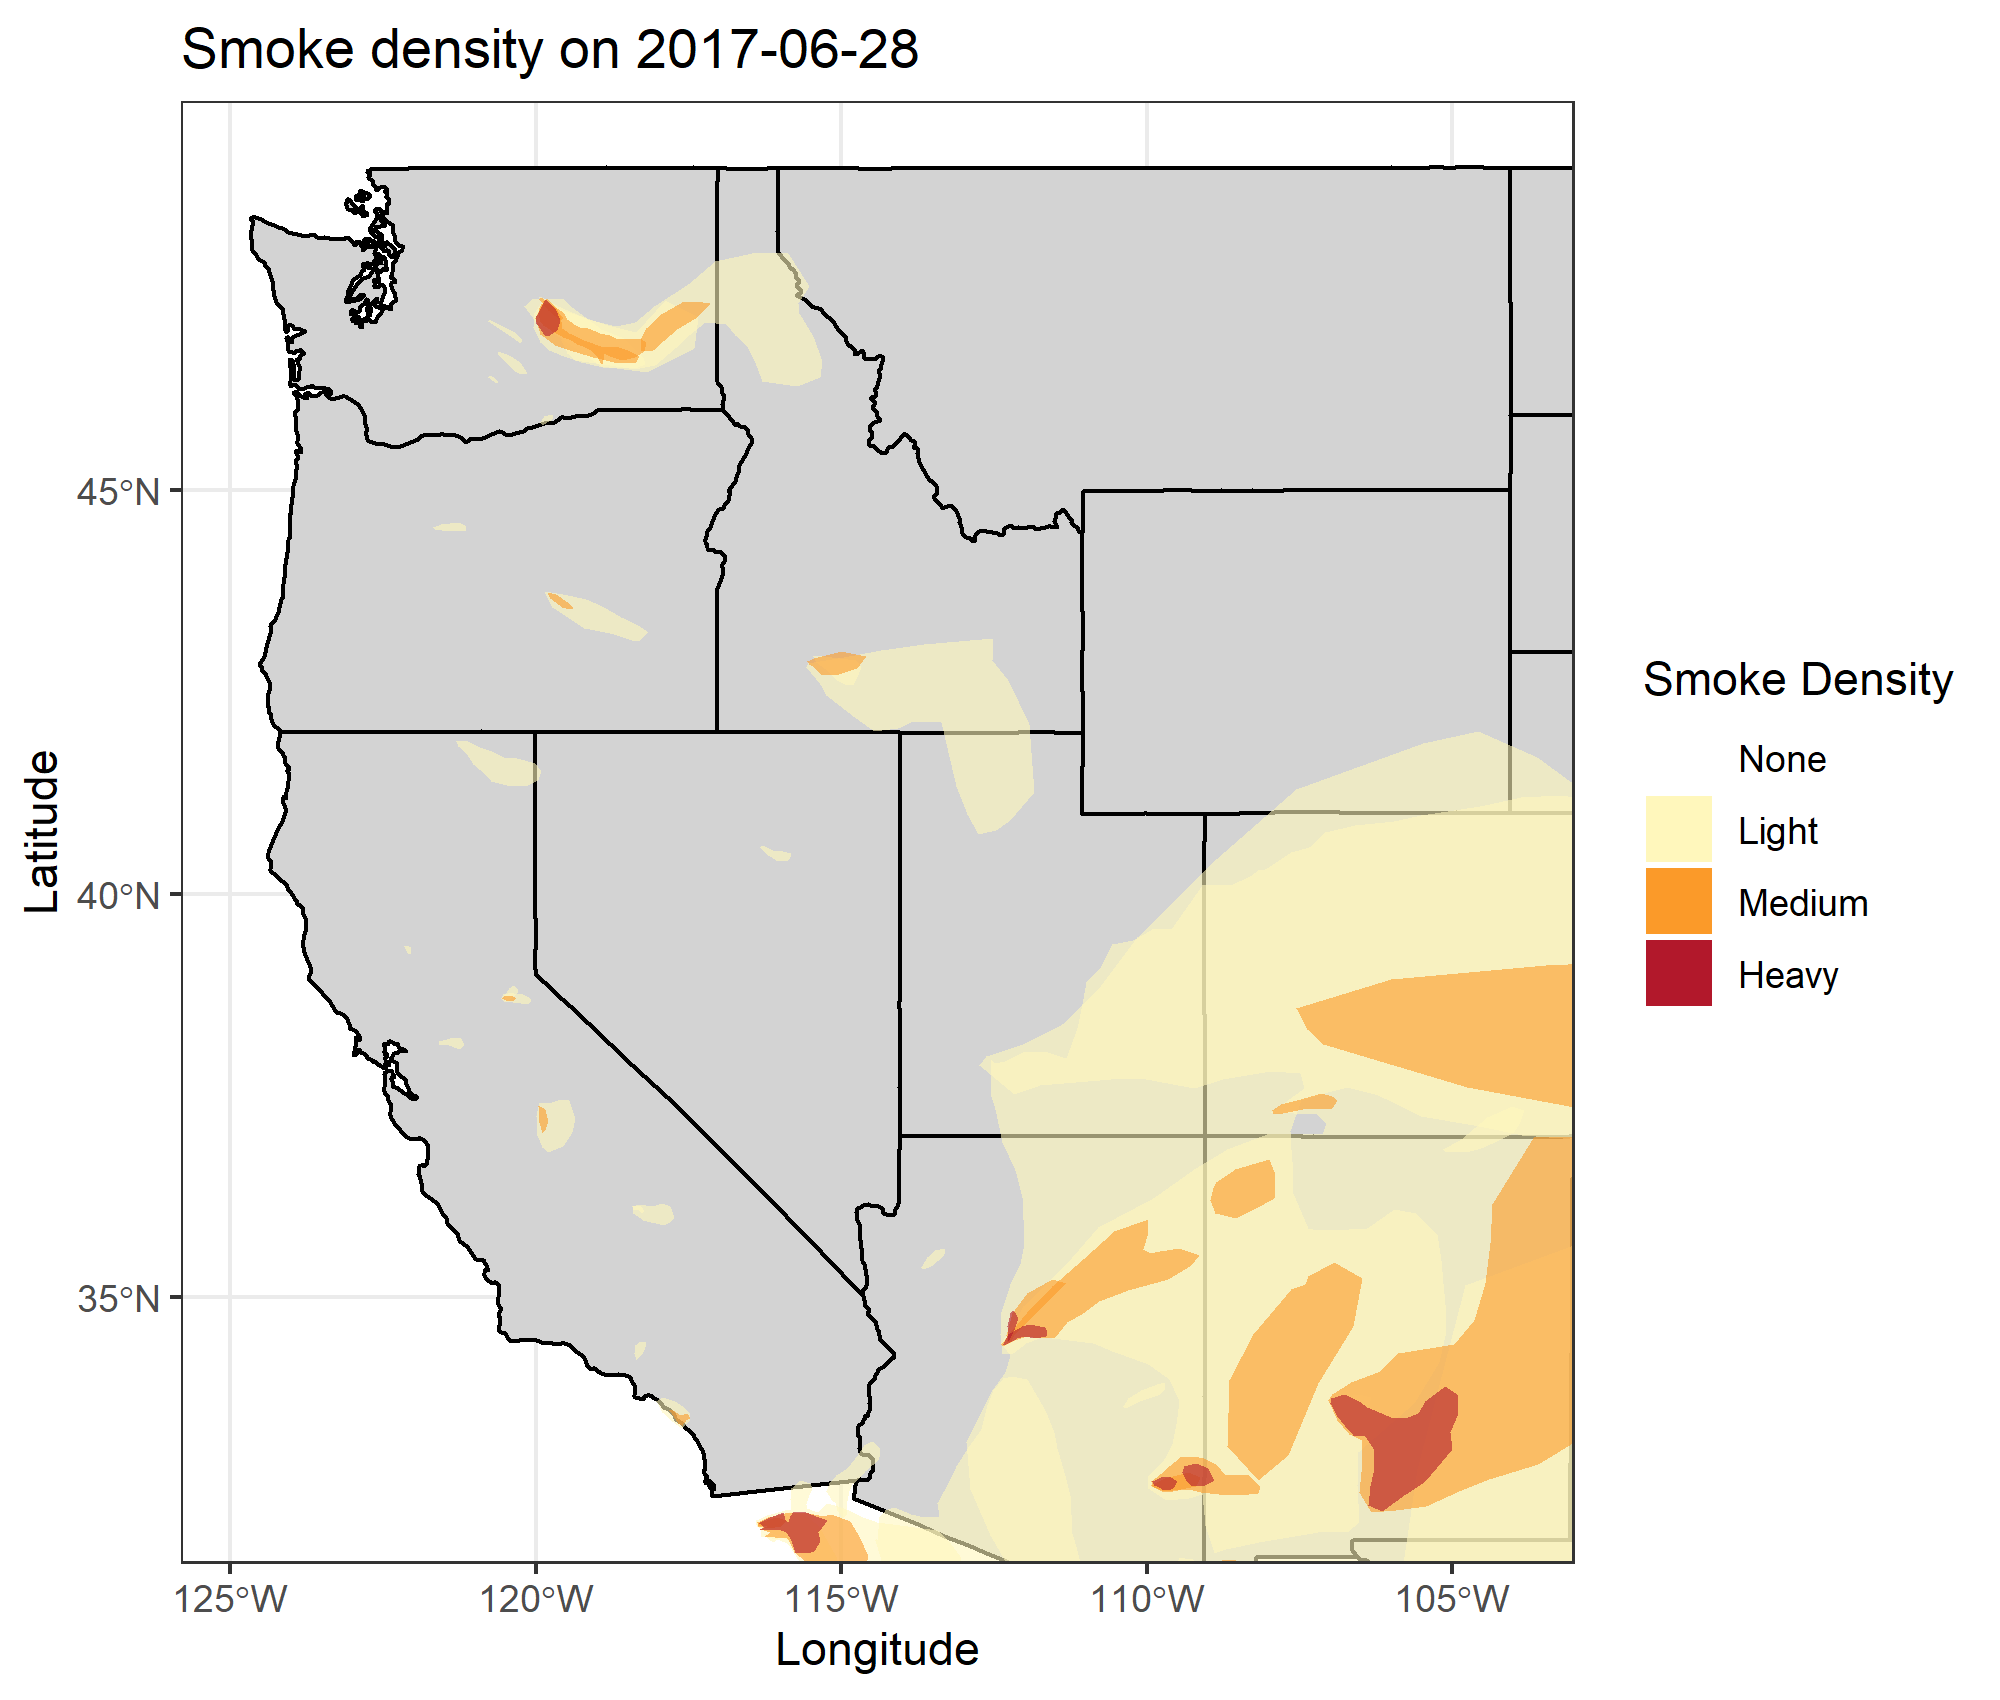 Smoke density on 2017-06-28
45°N
40°N
35°N
Latitude
125°W 120°W 115°W 110°W 105°W
Longitude
Smoke Density
None
Light
Medium
Heavy